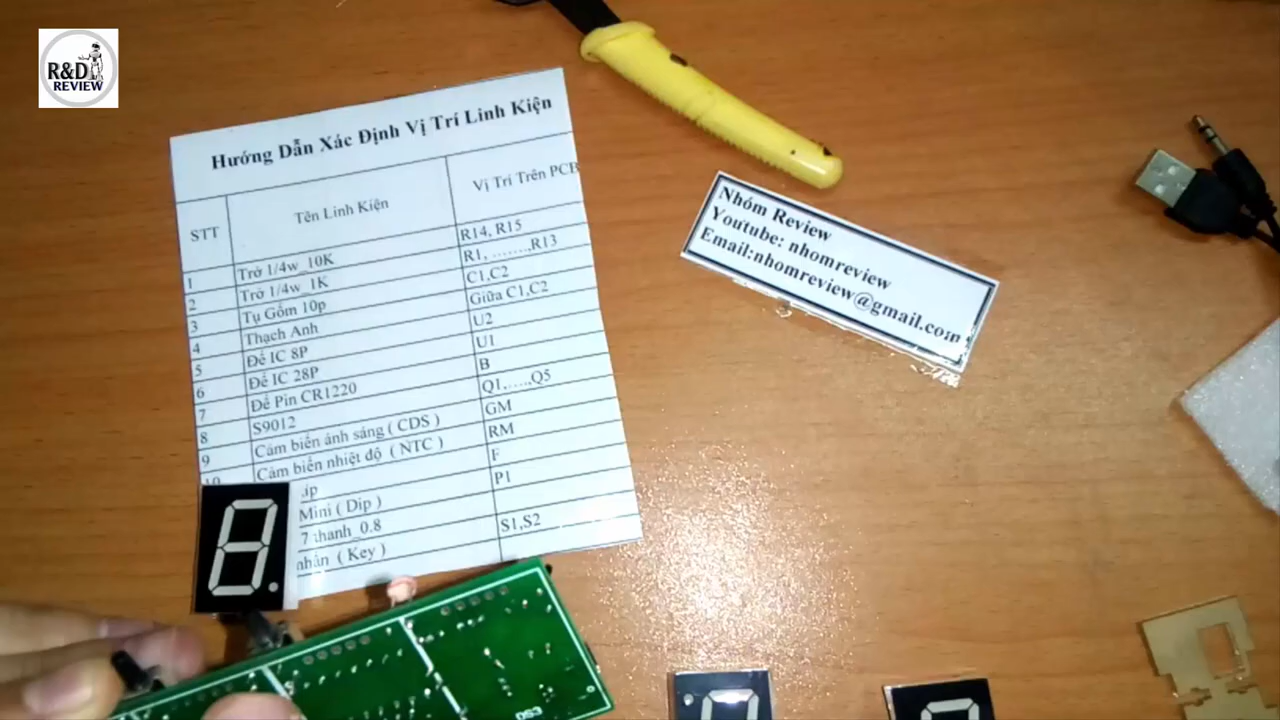 R&D
REVIEW
Hướng Dẫn Xác Định Vị Trí Linh Kiện
STT Tên Linh Kiện Vị Trí Trên PCB
1 Trở 1/4w_10K R14, R15
2 Trở 1/4w_1K R1, .......,R13
3 Tụ Gốm 10p C1,C2
4 Thạch Anh Giữa C1,C2
5 Đế IC 8P U2
6 Đế IC 28P U1
7 Đế Pin CR1220 B
8 S9012 Q1,.....,Q5
9 Cảm biến ánh sáng ( CDS ) GM
10 Cảm biến nhiệt độ ( NTC ) RM
F
Mini ( Dip ) P1
7 thanh_0.8
nhấn ( Key ) S1,S2
Nhóm Review
Youtube: nhomreview
Email:nhomreview@gmail.com
DS3